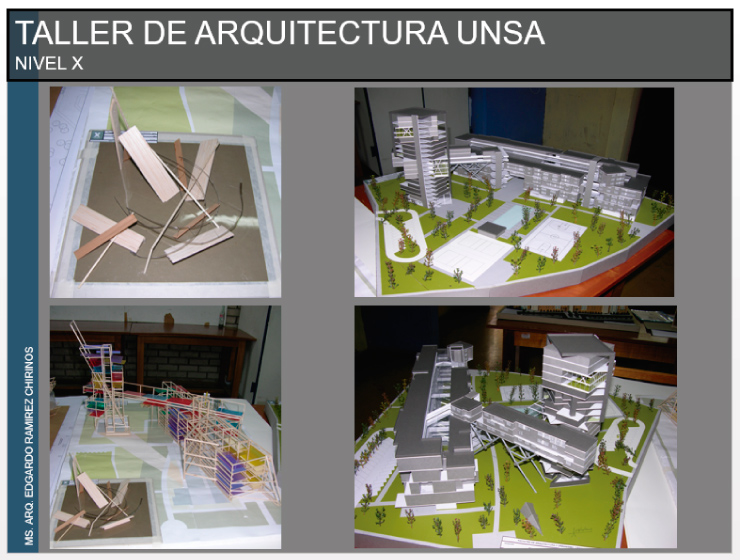 TALLER DE ARQUITECTURA UNSA
NIVEL X
MS. ARQ. EDGARDO RAMIREZ CHIRINOS